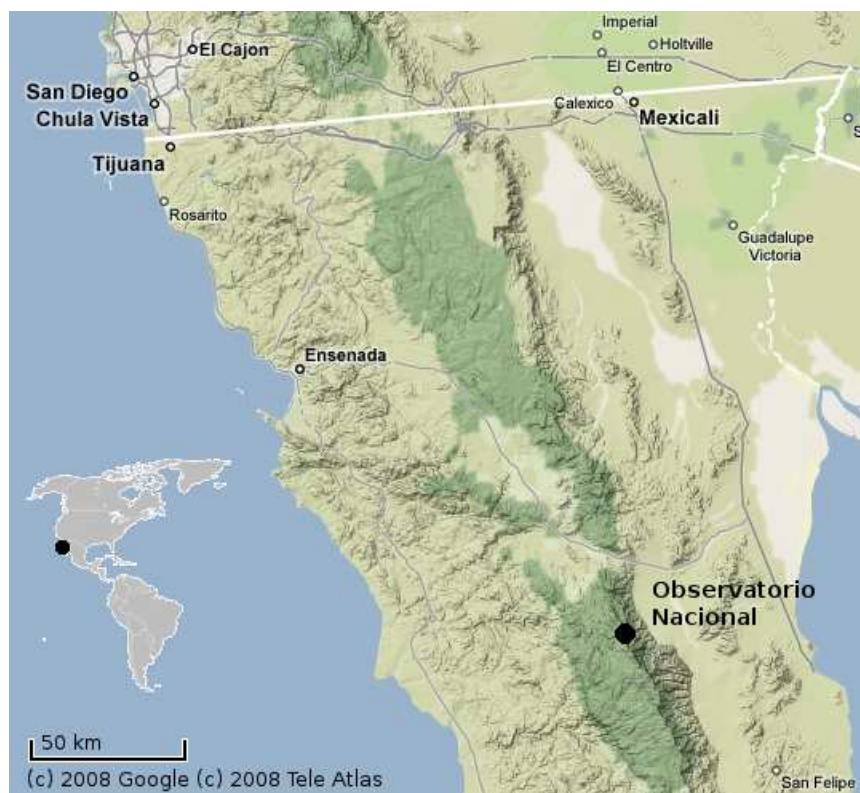 Imperial
El Cajon
Holtville
El Centro
San Diego
Calexico
Chula Vista
Mexicali
S
Tijuana
Rosarito
Guadalupe
Victoria
Ensenada
Observatorio
Nacional
50 km
San Felipe
(c) 2008 Google (c) 2008 Tele Atlas